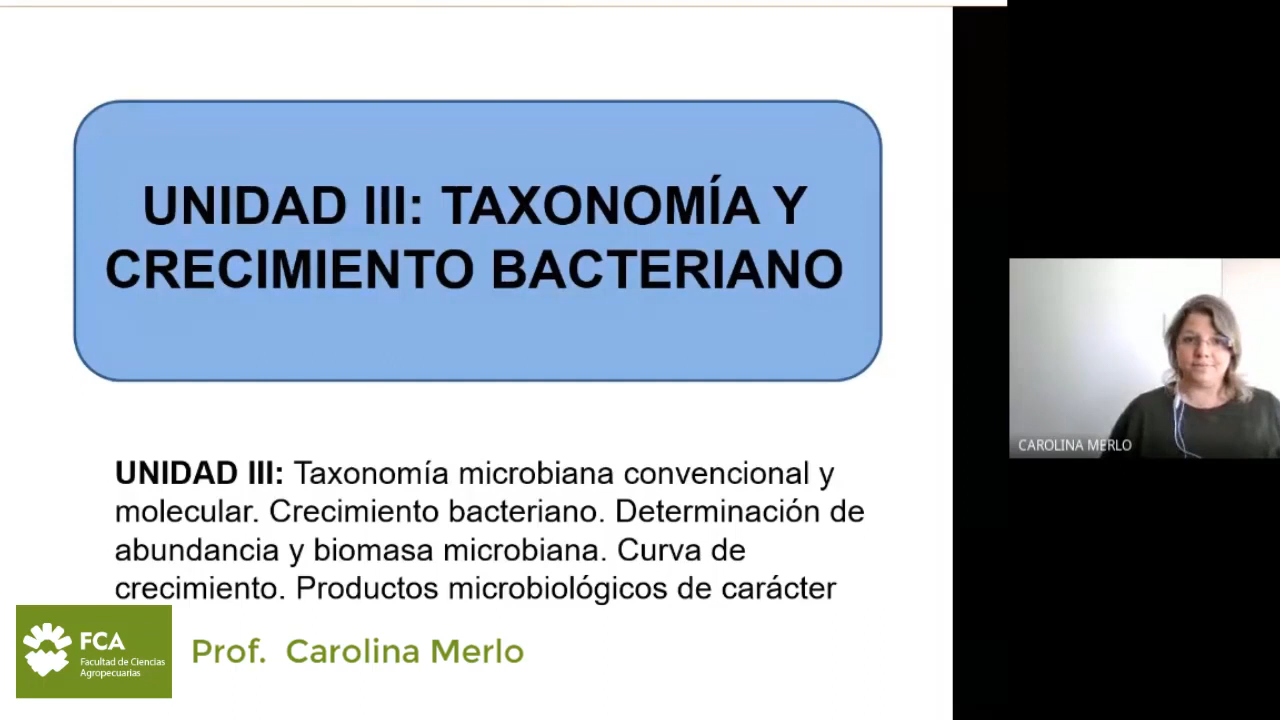 UNIDAD III: TAXONOMÍA Y
CRECIMIENTO BACTERIANO
UNIDAD III: Taxonomía microbiana convencional y
molecular. Crecimiento bacteriano. Determinación de
abundancia y biomasa microbiana. Curva de
crecimiento. Productos microbiológicos de carácter
FCA
Facultad de Ciencias
Agropecuarias
Prof. Carolina Merlo
CAROLINA MERLO